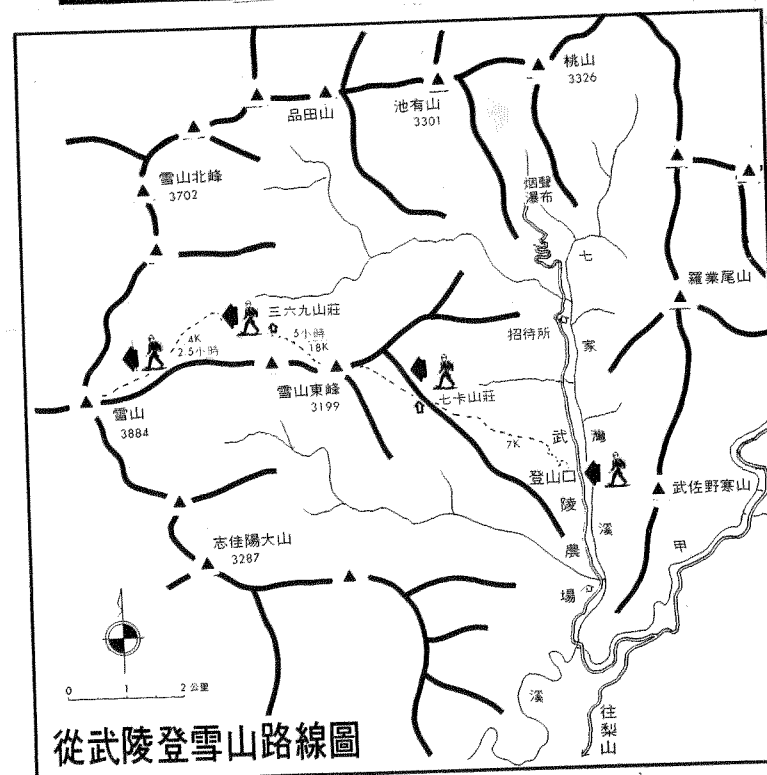 桃山
3326
池有山
3301
品田山
雪山北峰
3702
烟聲
瀑布
七家灣溪
羅葉尾山
三六九山莊
4K
2.5小時
5小時
18K
招待所
雪山東峰
3199
七卡山莊
雪山
3884
7K
登山口
武陵農場
武佐野寒山
志佳陽大山
3287
甲
溪
往梨山
0 1 2 公里
從武陵登雪山路線圖